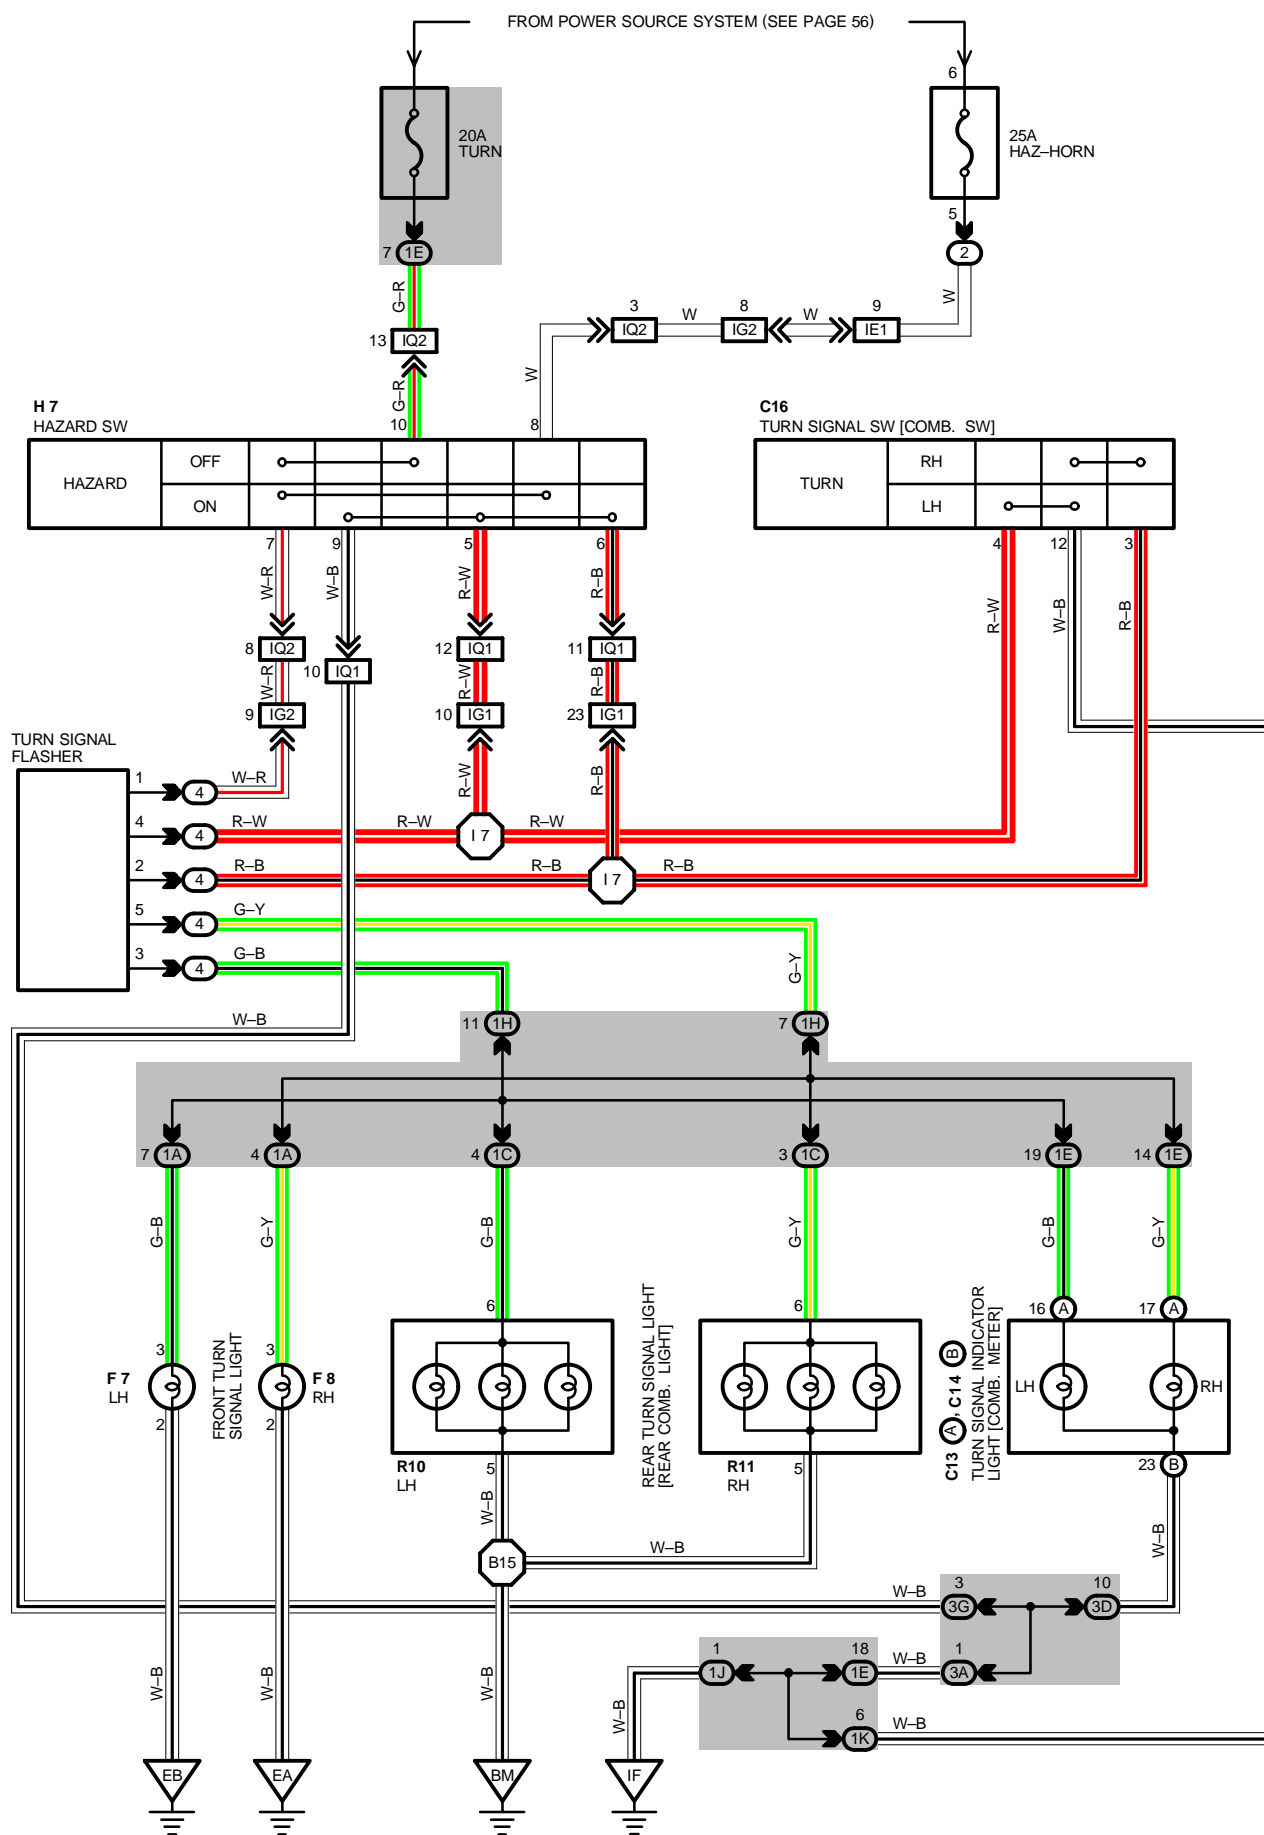 FROM POWER SOURCE SYSTEM (SEE PAGE 56)
6
20A
TURN
25A
HAZ–HORN
7
1E
5
2
G–R
W
13
IQ2
3
IQ2
W
8
IG2
W
9
IE1
G–R
W
H 7
HAZARD SW
10
8
C16
TURN SIGNAL SW [COMB. SW]
HAZARD
OFF
ON
TURN
RH
LH
7
9
5
6
4
12
3
W–R
W–B
R–W
R–B
R–W
W–B
R–B
8
IQ2
10
IQ1
12
IQ1
11
IQ1
W–R
R–W
R–B
9
IG2
10
IG1
23
IG1
R–W
R–B
TURN SIGNAL
FLASHER
1
4
W–R
4
4
R–W
R–W
I 7
R–W
2
4
R–B
R–B
I 7
R–B
5
4
G–Y
3
4
G–B
G–Y
W–B
11
1H
7
1H
7
1A
4
1A
4
1C
3
1C
19
1E
14
1E
G–B
G–Y
G–B
G–Y
G–B
G–Y
3
3
6
6
16
A
17
A
F 7
LH
FRONT TURN
SIGNAL LIGHT
F 8
RH
2
2
REAR TURN SIGNAL LIGHT
[REAR COMB. LIGHT]
C13 A , C14 B
TURN SIGNAL INDICATOR
LIGHT [COMB. METER]
LH
RH
R10
LH
5
R11
RH
5
23
B
W–B
B15
W–B
W–B
W–B
3
3G
10
3D
1
1J
18
1E
W–B
1
3A
6
1K
W–B
W–B
W–B
W–B
W–B
EB
EA
BM
IF